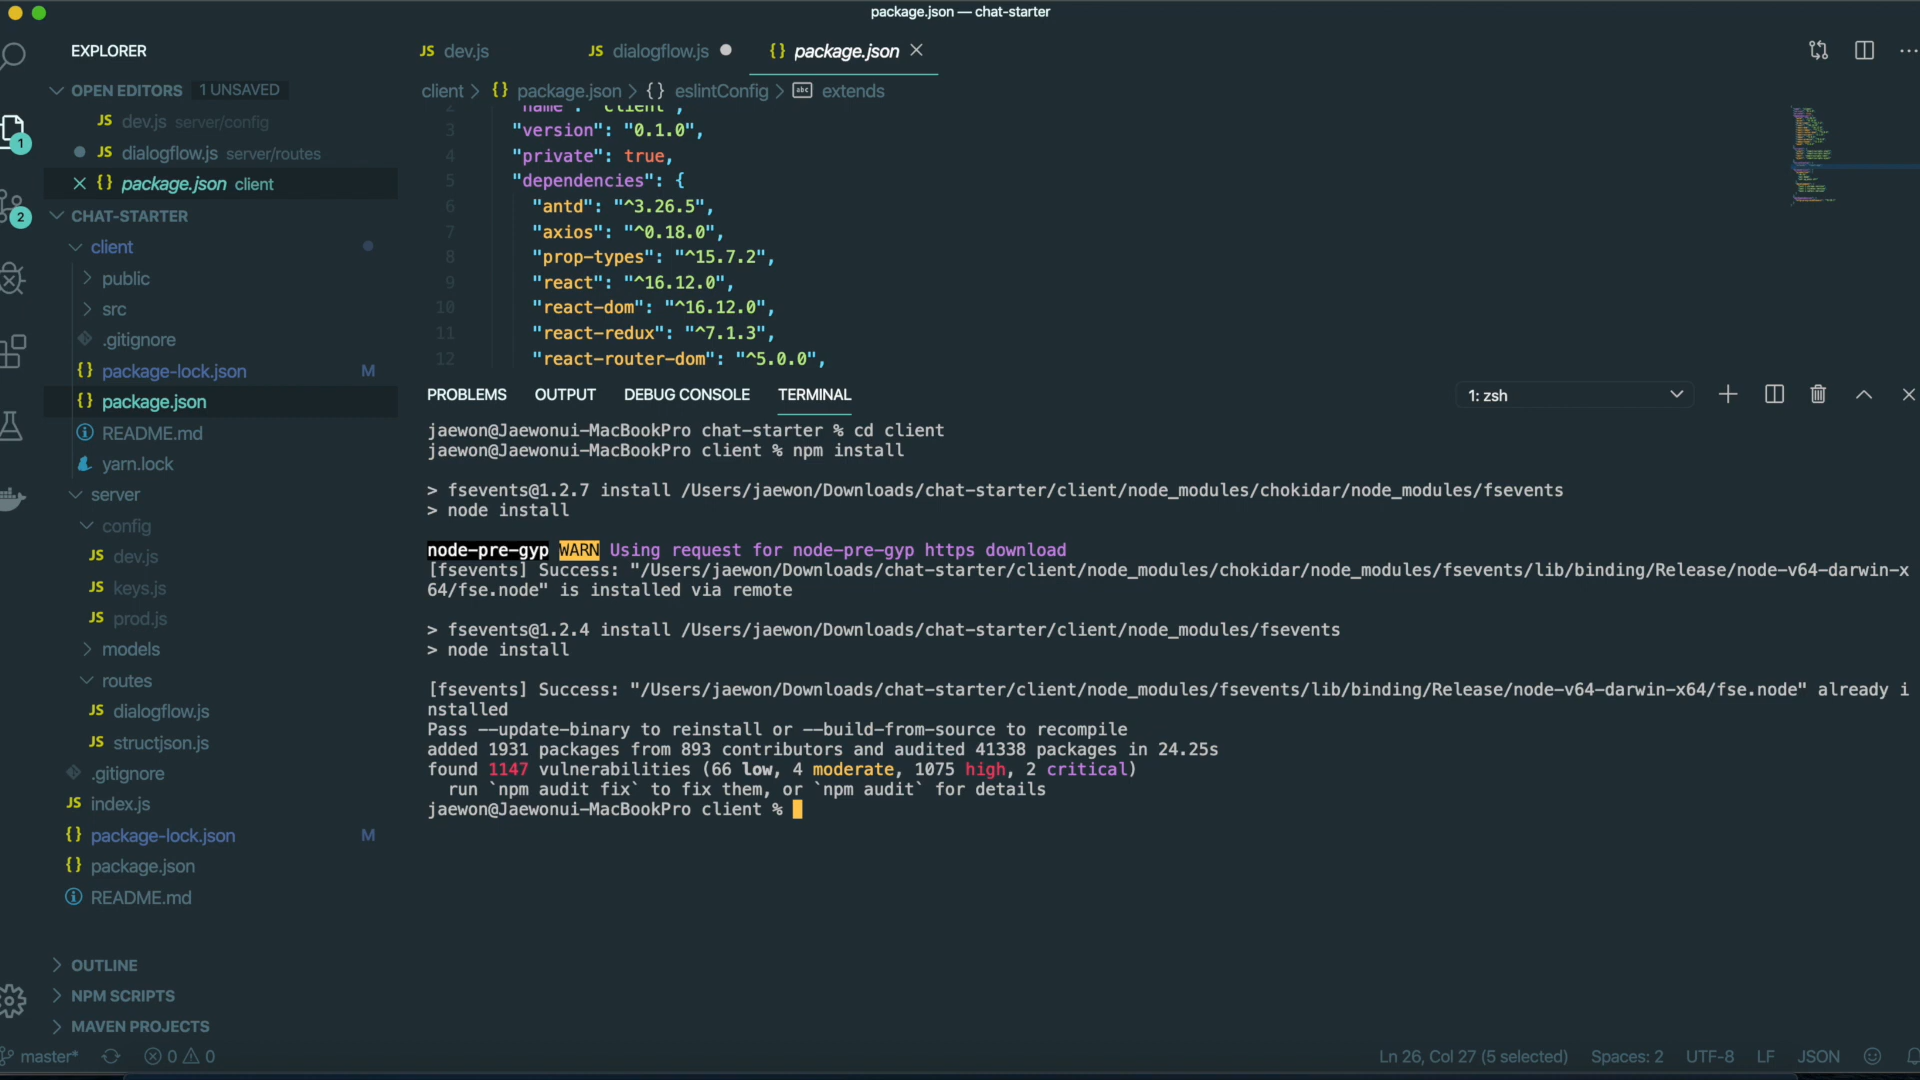 package.json — chat-starter
EXPLORER
OPEN EDITORS 1 UNSAVED
JS dev.js server/config
JS dialogflow.js server/routes
{} package.json client
CHAT-STARTER
client
public
src
.gitignore
{} package-lock.json M
{} package.json
README.md
yarn.lock
server
config
JS dev.js
JS keys.js
JS prod.js
models
routes
JS dialogflow.js
JS structjson.js
.gitignore
JS index.js
{} package-lock.json M
{} package.json
README.md
OUTLINE
NPM SCRIPTS
MAVEN PROJECTS
1
2
JS dev.js JS dialogflow.js {} package.json
client > {} package.json > {} eslintConfig > abc extends
2 "name": "client",
3 "version": "0.1.0",
4 "private": true,
5 "dependencies": {
6 "antd": "^3.26.5",
7 "axios": "^0.18.0",
8 "prop-types": "^15.7.2",
9 "react": "^16.12.0",
10 "react-dom": "^16.12.0",
11 "react-redux": "^7.1.3",
12 "react-router-dom": "^5.0.0",
PROBLEMS OUTPUT DEBUG CONSOLE TERMINAL 1: zsh
jaewon@Jaewonui-MacBookPro chat-starter % cd client
jaewon@Jaewonui-MacBookPro client % npm install
> fsevents@1.2.7 install /Users/jaewon/Downloads/chat-starter/client/node_modules/chokidar/node_modules/fsevents
> node install
node-pre-gyp WARN Using request for node-pre-gyp https download
[fsevents] Success: "/Users/jaewon/Downloads/chat-starter/client/node_modules/chokidar/node_modules/fsevents/lib/binding/Release/node-v64-darwin-x
64/fse.node" is installed via remote
> fsevents@1.2.4 install /Users/jaewon/Downloads/chat-starter/client/node_modules/fsevents
> node install
[fsevents] Success: "/Users/jaewon/Downloads/chat-starter/client/node_modules/fsevents/lib/binding/Release/node-v64-darwin-x64/fse.node" already i
nstalled
Pass --update-binary to reinstall or --build-from-source to recompile
added 1931 packages from 893 contributors and audited 41338 packages in 24.25s
found 1147 vulnerabilities (66 low, 4 moderate, 1075 high, 2 critical)
run `npm audit fix` to fix them, or `npm audit` for details
jaewon@Jaewonui-MacBookPro client %
master* 0 0 Ln 26, Col 27 (5 selected) Spaces: 2 UTF-8 LF JSON